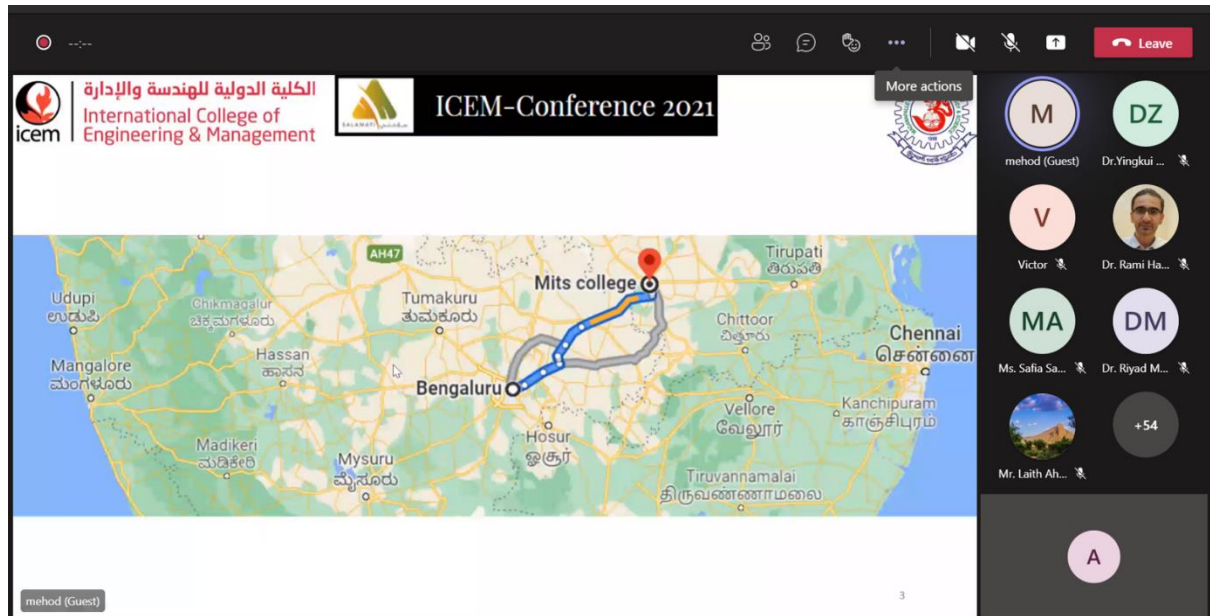 --:--
Leave
More actions
icem
الكلية الدولية للهندسة والإدارة
International College of
Engineering & Management
SALAMATI
ICEM-Conference 2021
AH47
Tirupati
Mits college
Udupi
ಉಡುಪಿ
Chikmagalur
ಚಿಕ್ಕಮಗಳೂರು
Tumakuru
ತುಮಕೂರು
Chittoor
చిత్తూరు
Chennai
சென்னை
Mangalore
ಮಂಗಳೂರು
Hassan
ಹಾಸನ
Bengaluru
Vellore
வேலூர்
Kanchipuram
காஞ்சிபுரம்
Hosur
ஓசூர்
Madikeri
ಮಡಿಕೇರಿ
Mysuru
ಮೈಸೂರು
Tiruvannamalai
திருவண்ணாமலை
mehod (Guest)
3
M
mehod (Guest)
DZ
Dr.Yingkui ...
V
Victor
Dr. Rami Ha...
MA
Ms. Safia Sa...
DM
Dr. Riyad M...
Mr. Laith Ah...
+54
A